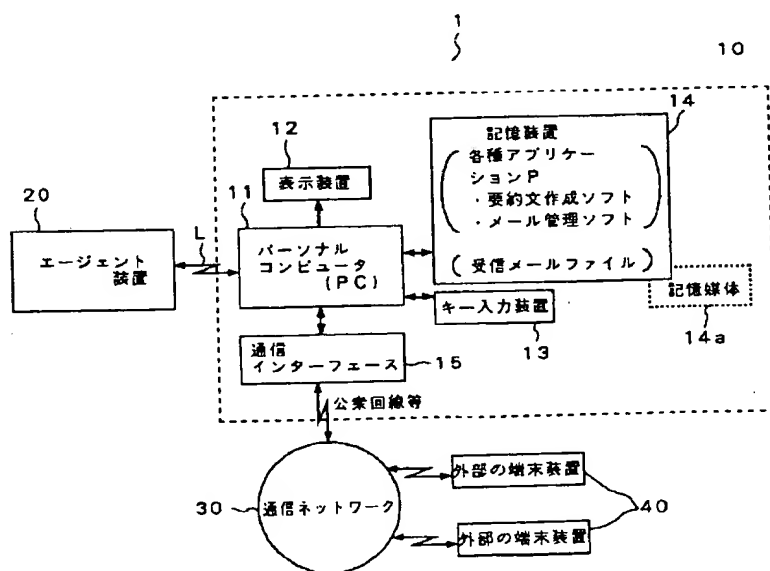 1
10
14
記憶装置
各種アプリケー
ションP
・要約文作成ソフト
・メール管理ソフト
(受信メールファイル)
12
表示装置
11
20
L
エージェント
装置
パーソナル
コンピュータ
(PC)
記憶媒体
14a
キー入力装置
13
通信
インターフェース
15
公衆回線等
30
通信ネットワーク
外部の端末装置
40
外部の端末装置